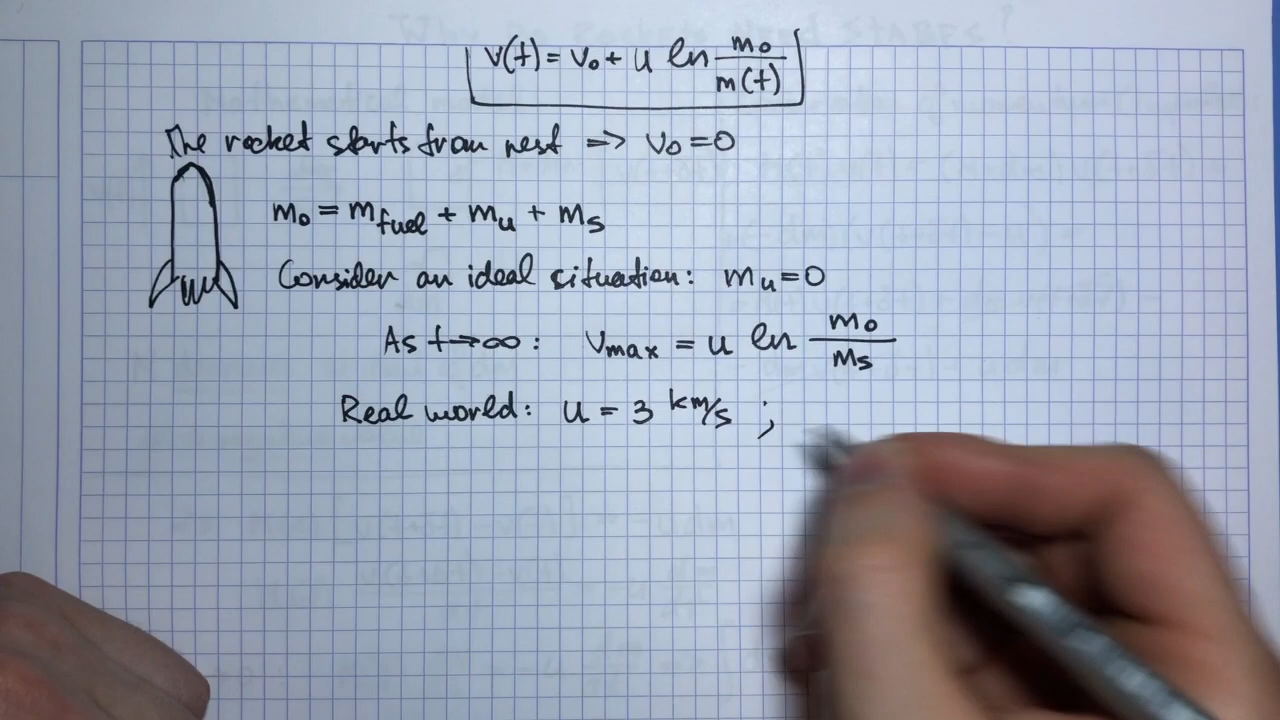 v(t) = v₀ + u ln m₀/m(t)
The rocket starts from rest => v₀ = 0
m₀ = m_fuel + m_u + m_s
Consider an ideal situation: m_u = 0
As t→∞: v_max = u ln m₀/m_s
Real world: u = 3 km/s ;